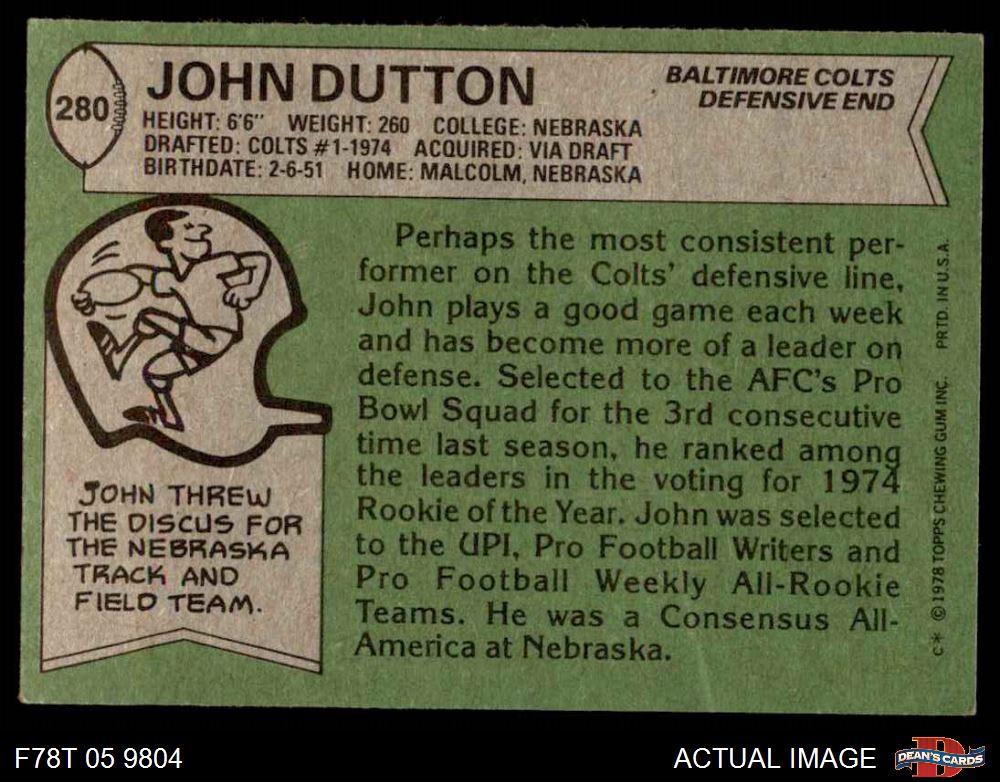 280
JOHN DUTTON
BALTIMORE COLTS
DEFENSIVE END
HEIGHT: 6'6" WEIGHT: 260 COLLEGE: NEBRASKA
DRAFTED: COLTS #1-1974 ACQUIRED: VIA DRAFT
BIRTHDATE: 2-6-51 HOME: MALCOLM, NEBRASKA
JOHN THREW
THE DISCUS FOR
THE NEBRASKA
TRACK AND
FIELD TEAM.
Perhaps the most consistent per-
former on the Colts' defensive line,
John plays a good game each week
and has become more of a leader on
defense. Selected to the AFC's Pro
Bowl Squad for the 3rd consecutive
time last season, he ranked among
the leaders in the voting for 1974
Rookie of the Year. John was selected
to the UPI, Pro Football Writers and
Pro Football Weekly All-Rookie
Teams. He was a Consensus All-
America at Nebraska.
C* ©1978 TOPPS CHEWING GUM INC. PRTD. IN U.S.A.
F78T 05 9804
ACTUAL IMAGE
D
DEAN'S CARDS